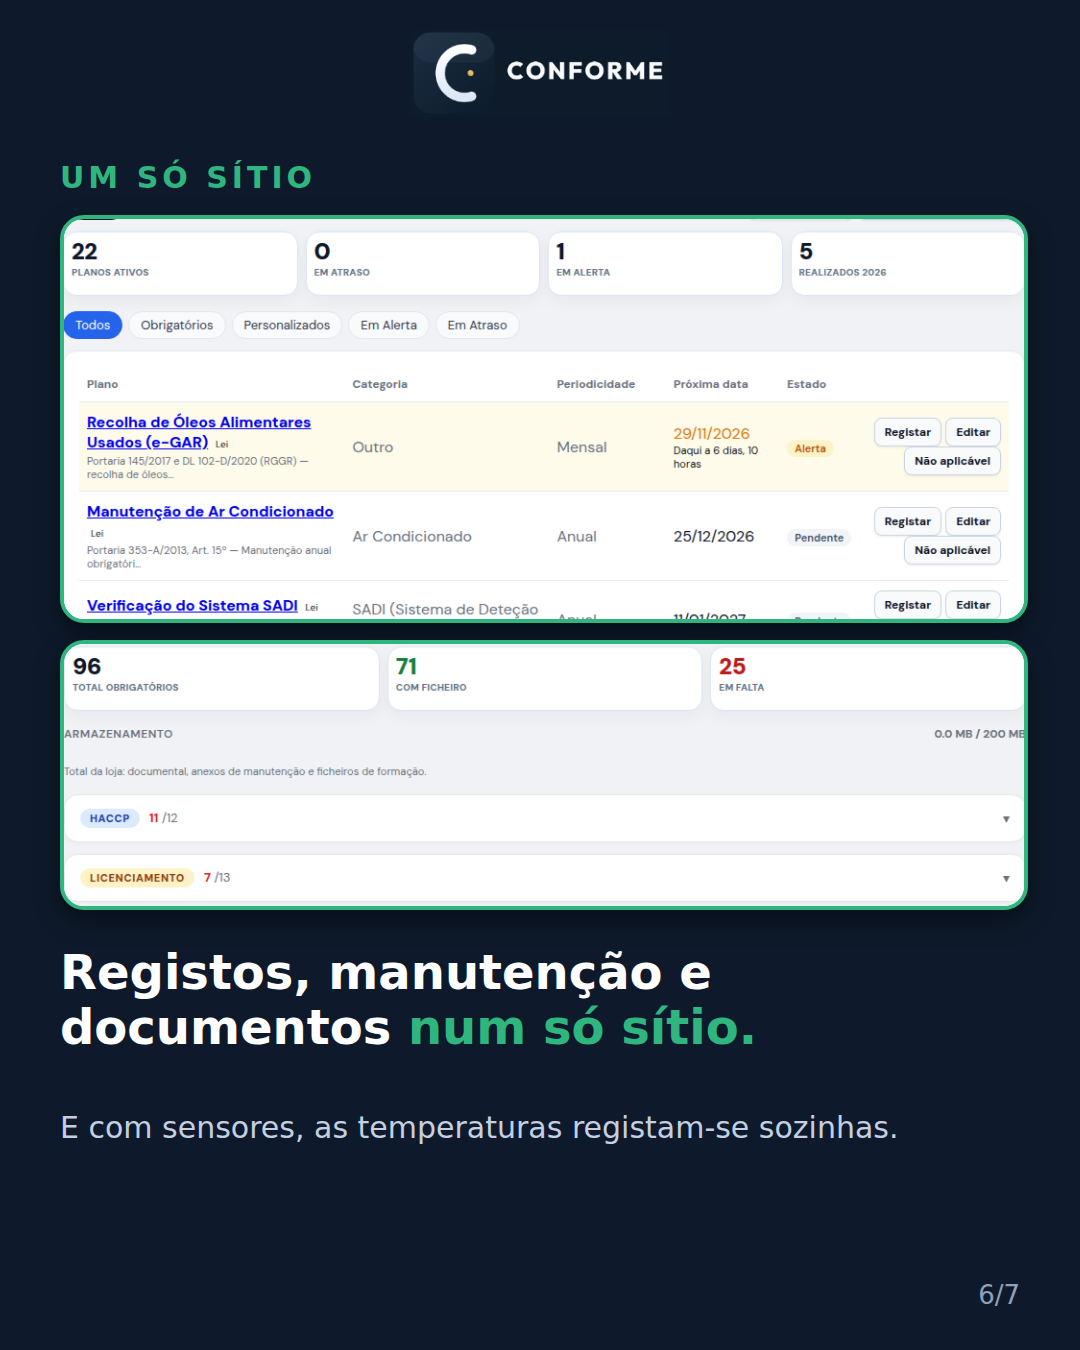 CONFORME
UM SÓ SÍTIO
22
PLANOS ATIVOS
0
EM ATRASO
1
EM ALERTA
5
REALIZADOS 2026
Todos
Obrigatórios
Personalizados
Em Alerta
Em Atraso
Plano
Categoria
Periodicidade
Próxima data
Estado
Recolha de Óleos Alimentares
Usados (e-GAR) Lei
Portaria 145/2017 e DL 102-D/2020 (RGGR) —
recolha de óleos...
Outro
Mensal
29/11/2026
Daqui a 6 dias, 10
horas
Alerta
Registar
Editar
Não aplicável
Manutenção de Ar Condicionado
Lei
Portaria 353-A/2013, Art. 15º — Manutenção anual
obrigatóri...
Ar Condicionado
Anual
25/12/2026
Pendente
Registar
Editar
Não aplicável
Verificação do Sistema SADI Lei
SADI (Sistema de Deteção
Anual
11/01/2027
Pendente
Registar
Editar
96
TOTAL OBRIGATÓRIOS
71
COM FICHEIRO
25
EM FALTA
ARMAZENAMENTO
0.0 MB / 200 MB
Total da loja: documental, anexos de manutenção e ficheiros de formação.
HACCP 11 /12
LICENCIAMENTO 7 /13
Registos, manutenção e
documentos num só sítio.
E com sensores, as temperaturas registam-se sozinhas.
6/7